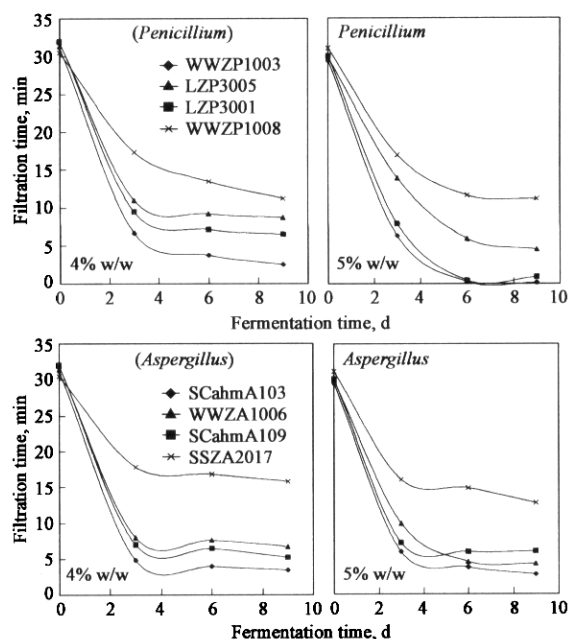 (Penicillium)
WWZP1003
LZP3005
LZP3001
WWZP1008
4% w/w
Filtration time, min
35
30
25
20
15
10
5
0
0 2 4 6 8 10
Penicillium
5% w/w
0 2 4 6 8 10
Fermentation time, d
(Aspergillus)
SCahmA103
WWZA1006
SCahmA109
SSZA2017
4% w/w
Filtration time, min
35
30
25
20
15
10
5
0
0 2 4 6 8 10
Aspergillus
5% w/w
0 2 4 6 8 10
Fermentation time, d